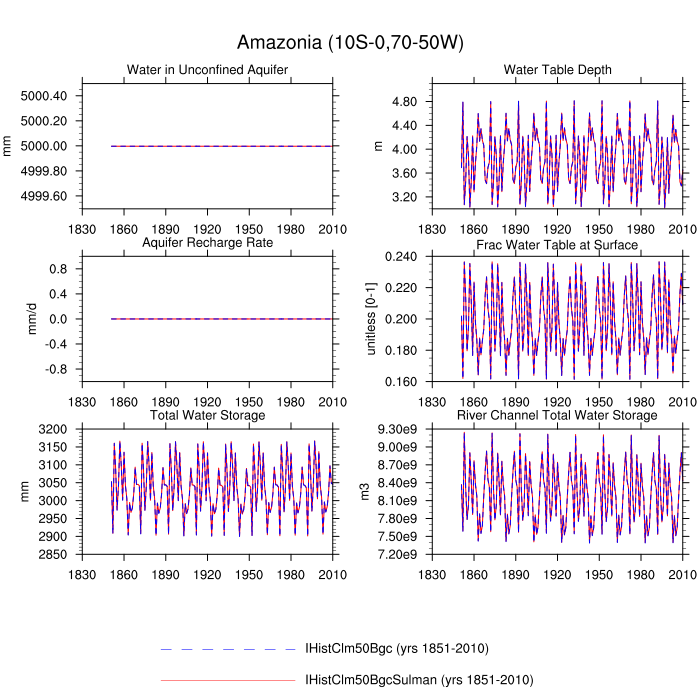 Amazonia (10S-0,70-50W)
Water in Unconfined Aquifer
Water Table Depth
5000.40
5000.20
5000.00
4999.80
4999.60
mm
1830 1860 1890 1920 1950 1980 2010
4.80
4.40
4.00
3.60
3.20
m
1830 1860 1890 1920 1950 1980 2010
Aquifer Recharge Rate
Frac Water Table at Surface
0.8
0.4
0.0
-0.4
-0.8
mm/d
1830 1860 1890 1920 1950 1980 2010
0.240
0.220
0.200
0.180
0.160
unitless [0-1]
1830 1860 1890 1920 1950 1980 2010
Total Water Storage
River Channel Total Water Storage
3200
3150
3100
3050
3000
2950
2900
2850
mm
1830 1860 1890 1920 1950 1980 2010
9.30e9
9.00e9
8.70e9
8.40e9
8.10e9
7.80e9
7.50e9
7.20e9
m3
1830 1860 1890 1920 1950 1980 2010
IHistClm50Bgc (yrs 1851-2010)
IHistClm50BgcSulman (yrs 1851-2010)